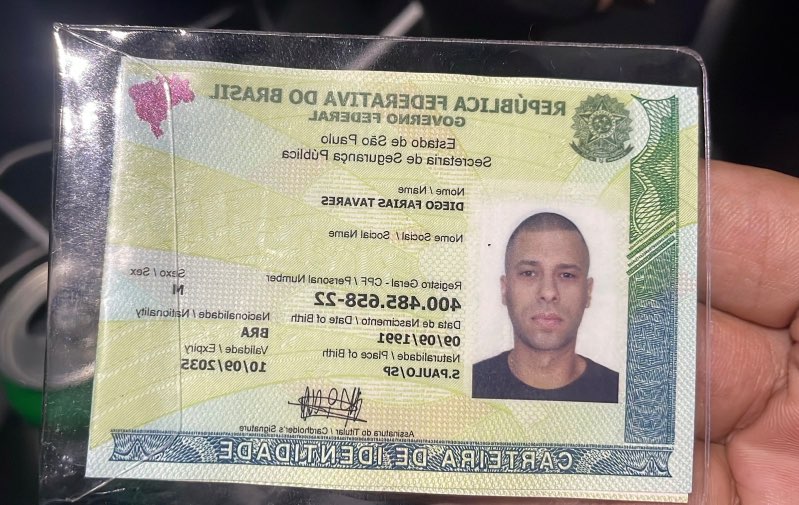 REPÚBLICA FEDERATIVA DO BRASIL
GOVERNO FEDERAL
Estado de São Paulo
Secretaria de Segurança Pública
Nome / Name
DIEGO FARIAS TAVARES
Nome Social / Social Name
Registro Geral - CPF / Personal Number
400.485.658-22
Sexo / Sex
M
Data de Nascimento / Date of Birth
09/09/1991
Nacionalidade / Nationality
BRA
Naturalidade / Place of Birth
S.PAULO/SP
Validade / Expiry
10/09/2035
Assinatura do Titular / Cardholder's Signature
CARTEIRA DE IDENTIDADE